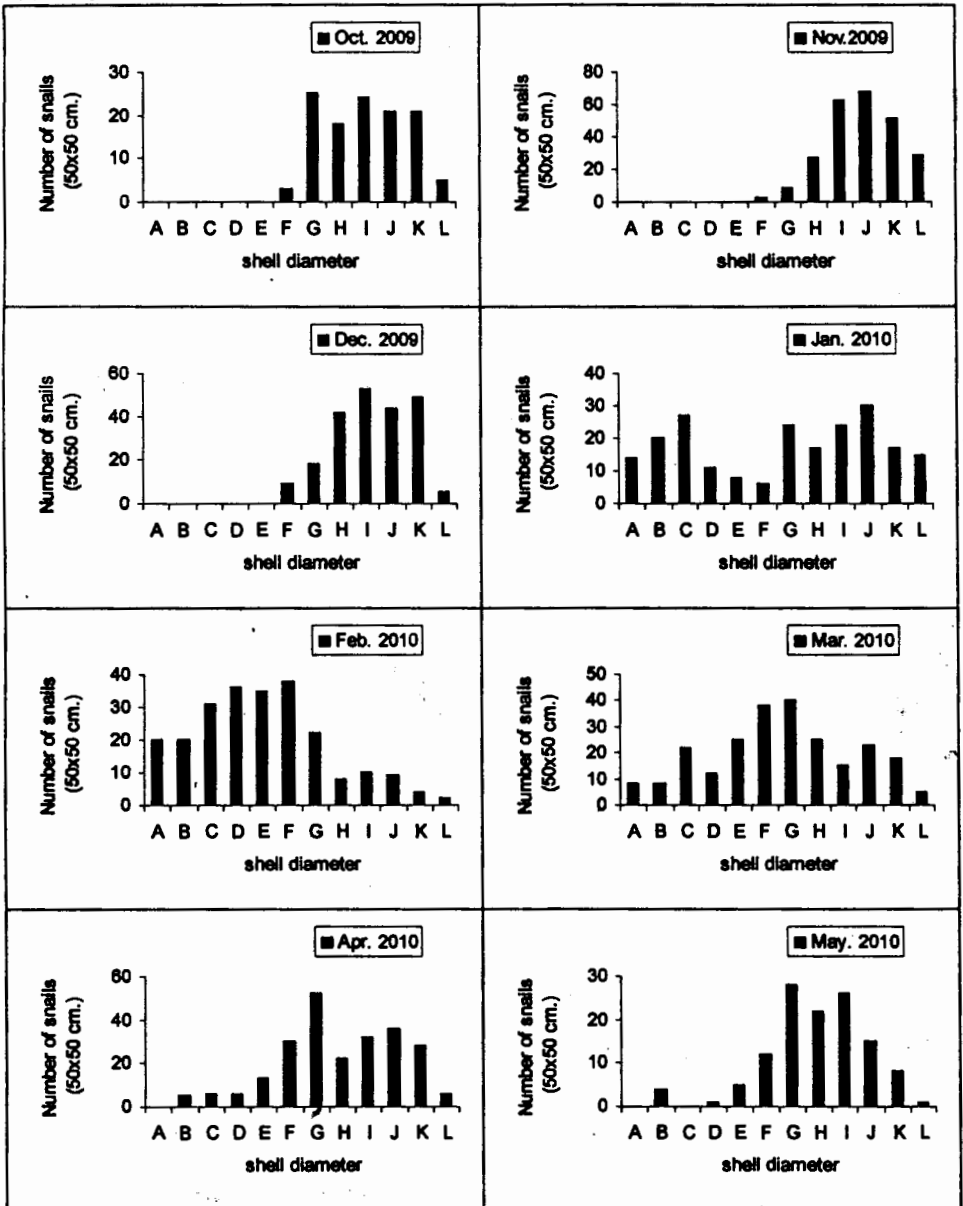 Oct. 2009
Number of snails
(50x50 cm.)
30
20
10
0
A B C D E F G H I J K L
shell diameter
Nov.2009
Number of snails
(50x50 cm.)
80
60
40
20
0
A B C D E F G H I J K L
shell diameter
Dec. 2009
Number of snails
(50x50 cm.)
60
40
20
0
A B C D E F G H I J K L
shell diameter
Jan. 2010
Number of snails
(50x50 cm.)
40
30
20
10
0
A B C D E F G H I J K L
shell diameter
Feb. 2010
Number of snails
(50x50 cm.)
40
30
20
10
0
A B C D E F G H I J K L
shell diameter
Mar. 2010
Number of snails
(50x50 cm.)
50
40
30
20
10
0
A B C D E F G H I J K L
shell diameter
Apr. 2010
Number of snails
(50x50 cm.)
60
40
20
0
A B C D E F G H I J K L
shell diameter
May. 2010
Number of snails
(50x50 cm.)
30
20
10
0
A B C D E F G H I J K L
shell diameter